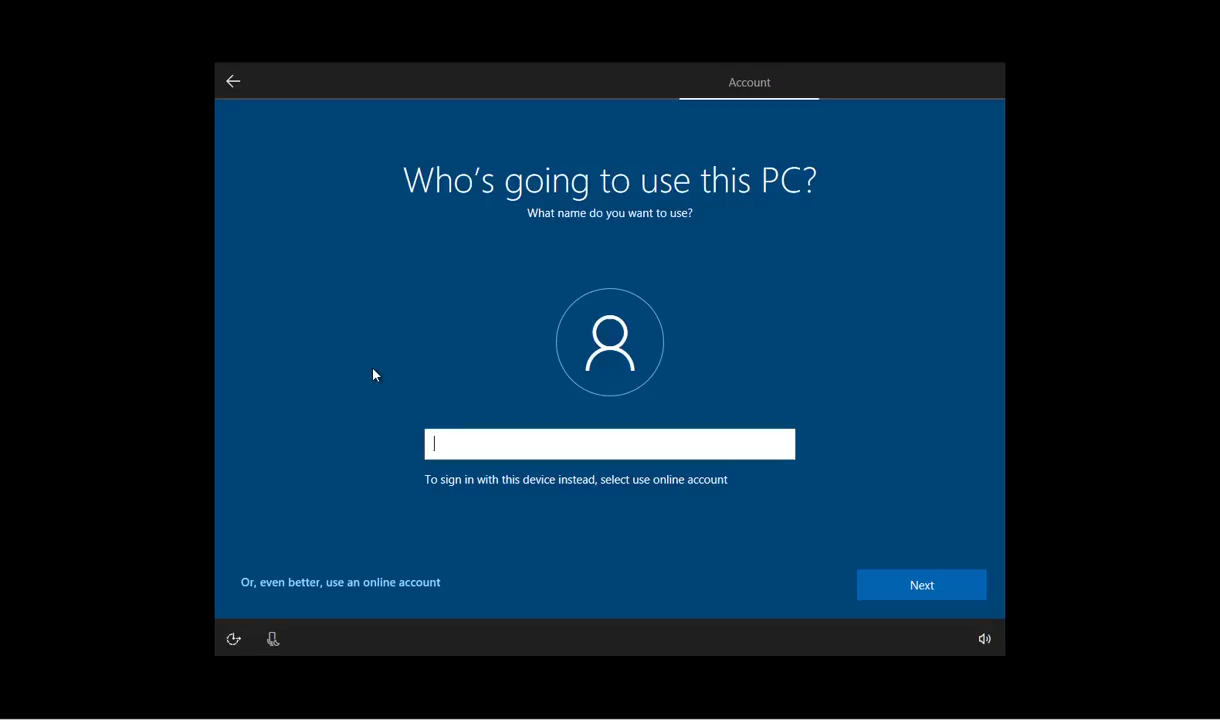 Account
Who's going to use this PC?
What name do you want to use?
To sign in with this device instead, select use online account
Or, even better, use an online account
Next